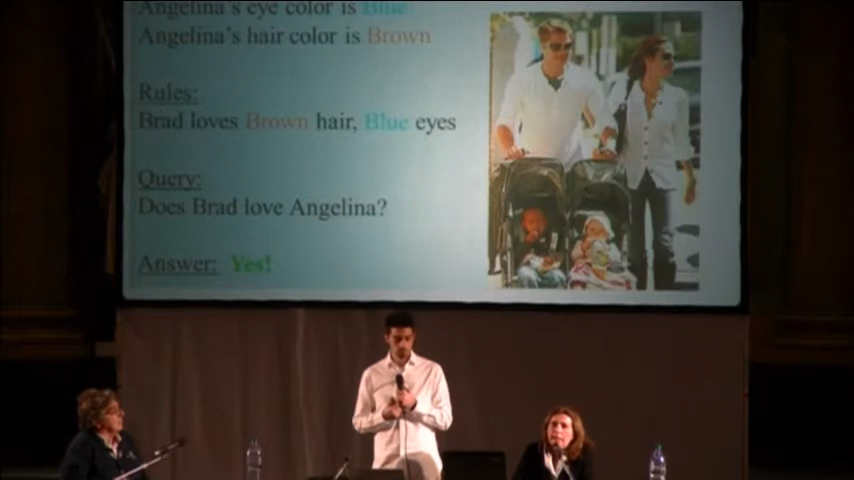 Angelina's eye color is Blue
Angelina's hair color is Brown
Rules:
Brad loves Brown hair, Blue eyes
Query:
Does Brad love Angelina?
Answer: Yes!